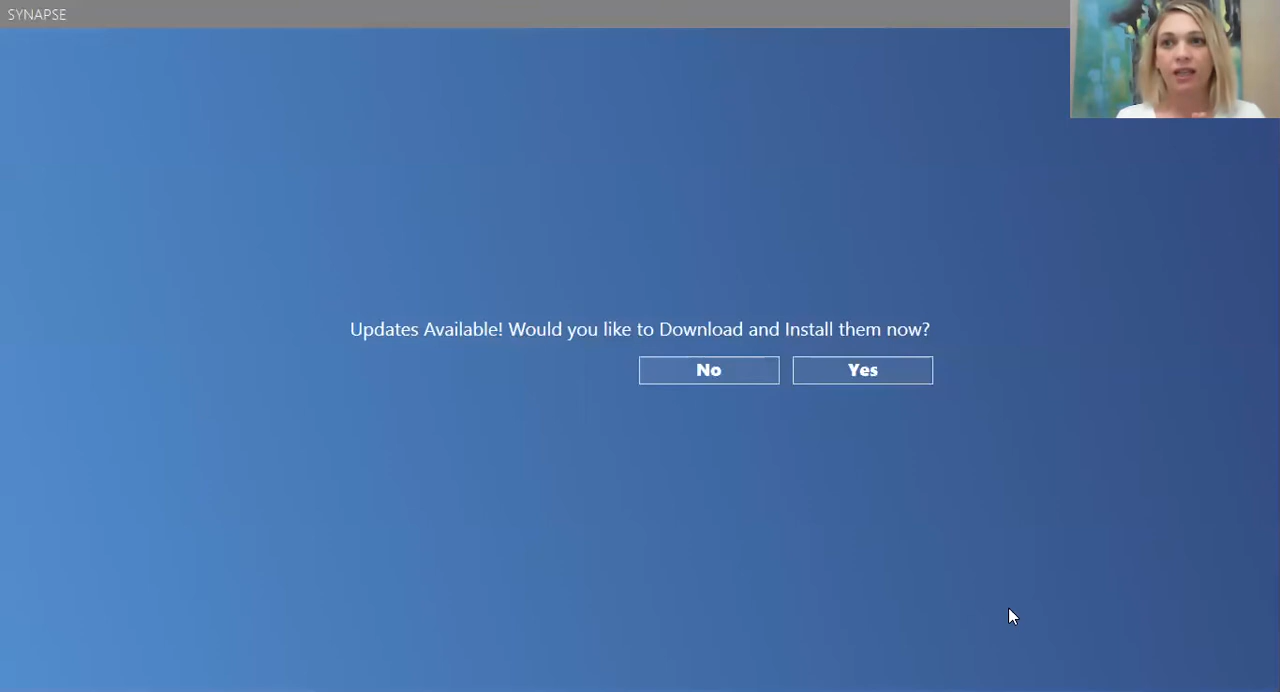 SYNAPSE
Updates Available! Would you like to Download and Install them now?
No
Yes